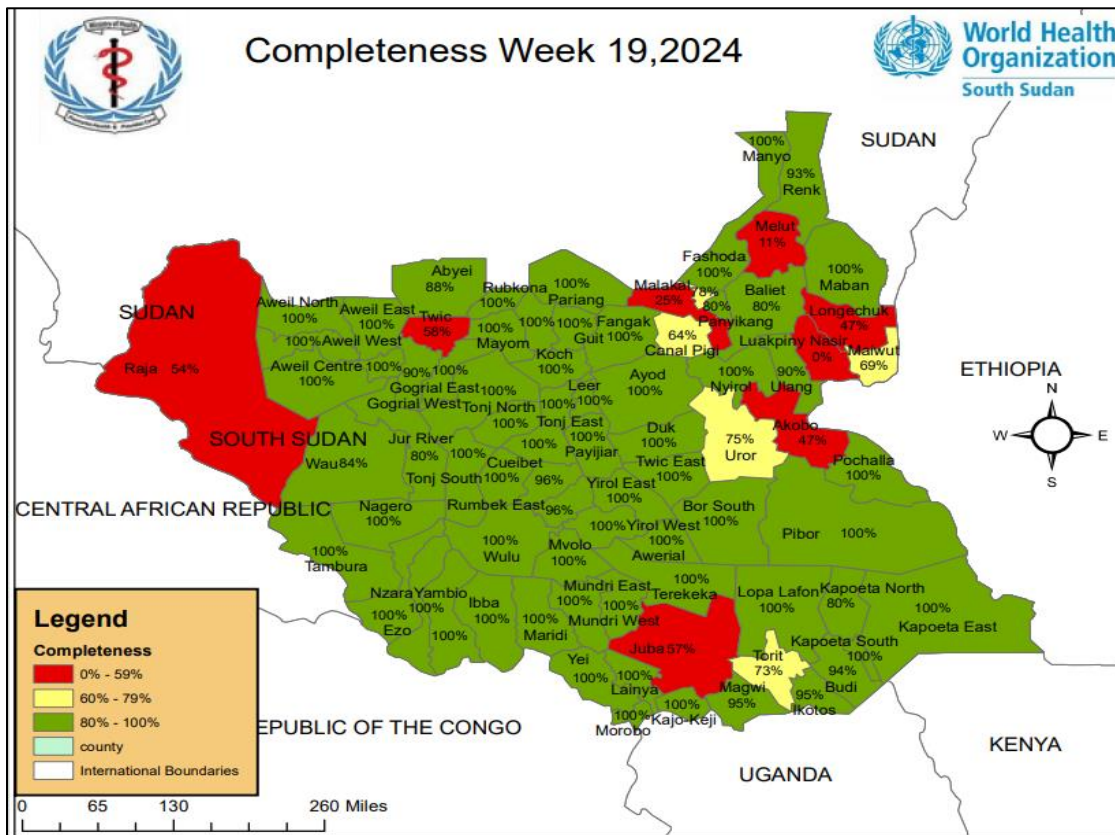 Completeness Week 19,2024
World Health
Organization
South Sudan
SUDAN
100%
Manyo
93%
Renk
Melut
11%
Fashoda
100%
100%
Maban
Abyei
88%
Rubkona
100%
100%
Pariang
Malakal
25%
78%
80%
Panyikang
Baliet
80%
Longechuk
47%
SUDAN
Aweil North
100%
Aweil East
100%
Twic
58%
100%
Mayom
100%
100%
Guit
Fangak
100%
64%
Canal Pigi
Luakpiny Nasir
0%
Maiwut
69%
100%
Aweil West
Raja 54%
Aweil Centre
100%
100%
90%
100%
Koch
100%
Ayod
100%
100%
Nyirol
90%
Ulang
ETHIOPIA
Gogrial East
Gogrial West
100%
Tonj North
100%
Leer
100%
100%
Tonj East
100%
Payijiar
Duk
100%
75%
Uror
Akobo
47%
N
W
E
S
SOUTH SUDAN
Wau 84%
Jur River
80%
100%
Tonj South
Cueibet
100%
100%
96%
Twic East
100%
Pochalla
100%
Yirol East
100%
CENTRAL AFRICAN REPUBLIC
Nagero
100%
Rumbek East
96%
100%
Yirol West
100%
Awerial
Bor South
100%
Pibor 100%
100%
Tambura
100%
Wulu
Mvolo
100%
Nzara
Yambio
100%
100%
Ezo
100%
Ibba
100%
100%
Maridi
Mundri East
100%
100%
Mundri West
100%
Terekeka
Lopa Lafon
100%
Kapoeta North
80%
100%
Kapoeta East
Kapoeta South
100%
Juba 57%
Torit
73%
94%
Budi
Yei
100%
100%
Lainya
Magwi
95%
95%
Ikotos
100%
Kajo-Keji
100%
Morobo
EPUBLIC OF THE CONGO
UGANDA
KENYA
Legend
Completeness
0% - 59%
60% - 79%
80% - 100%
county
International Boundaries
0 65 130 260 Miles